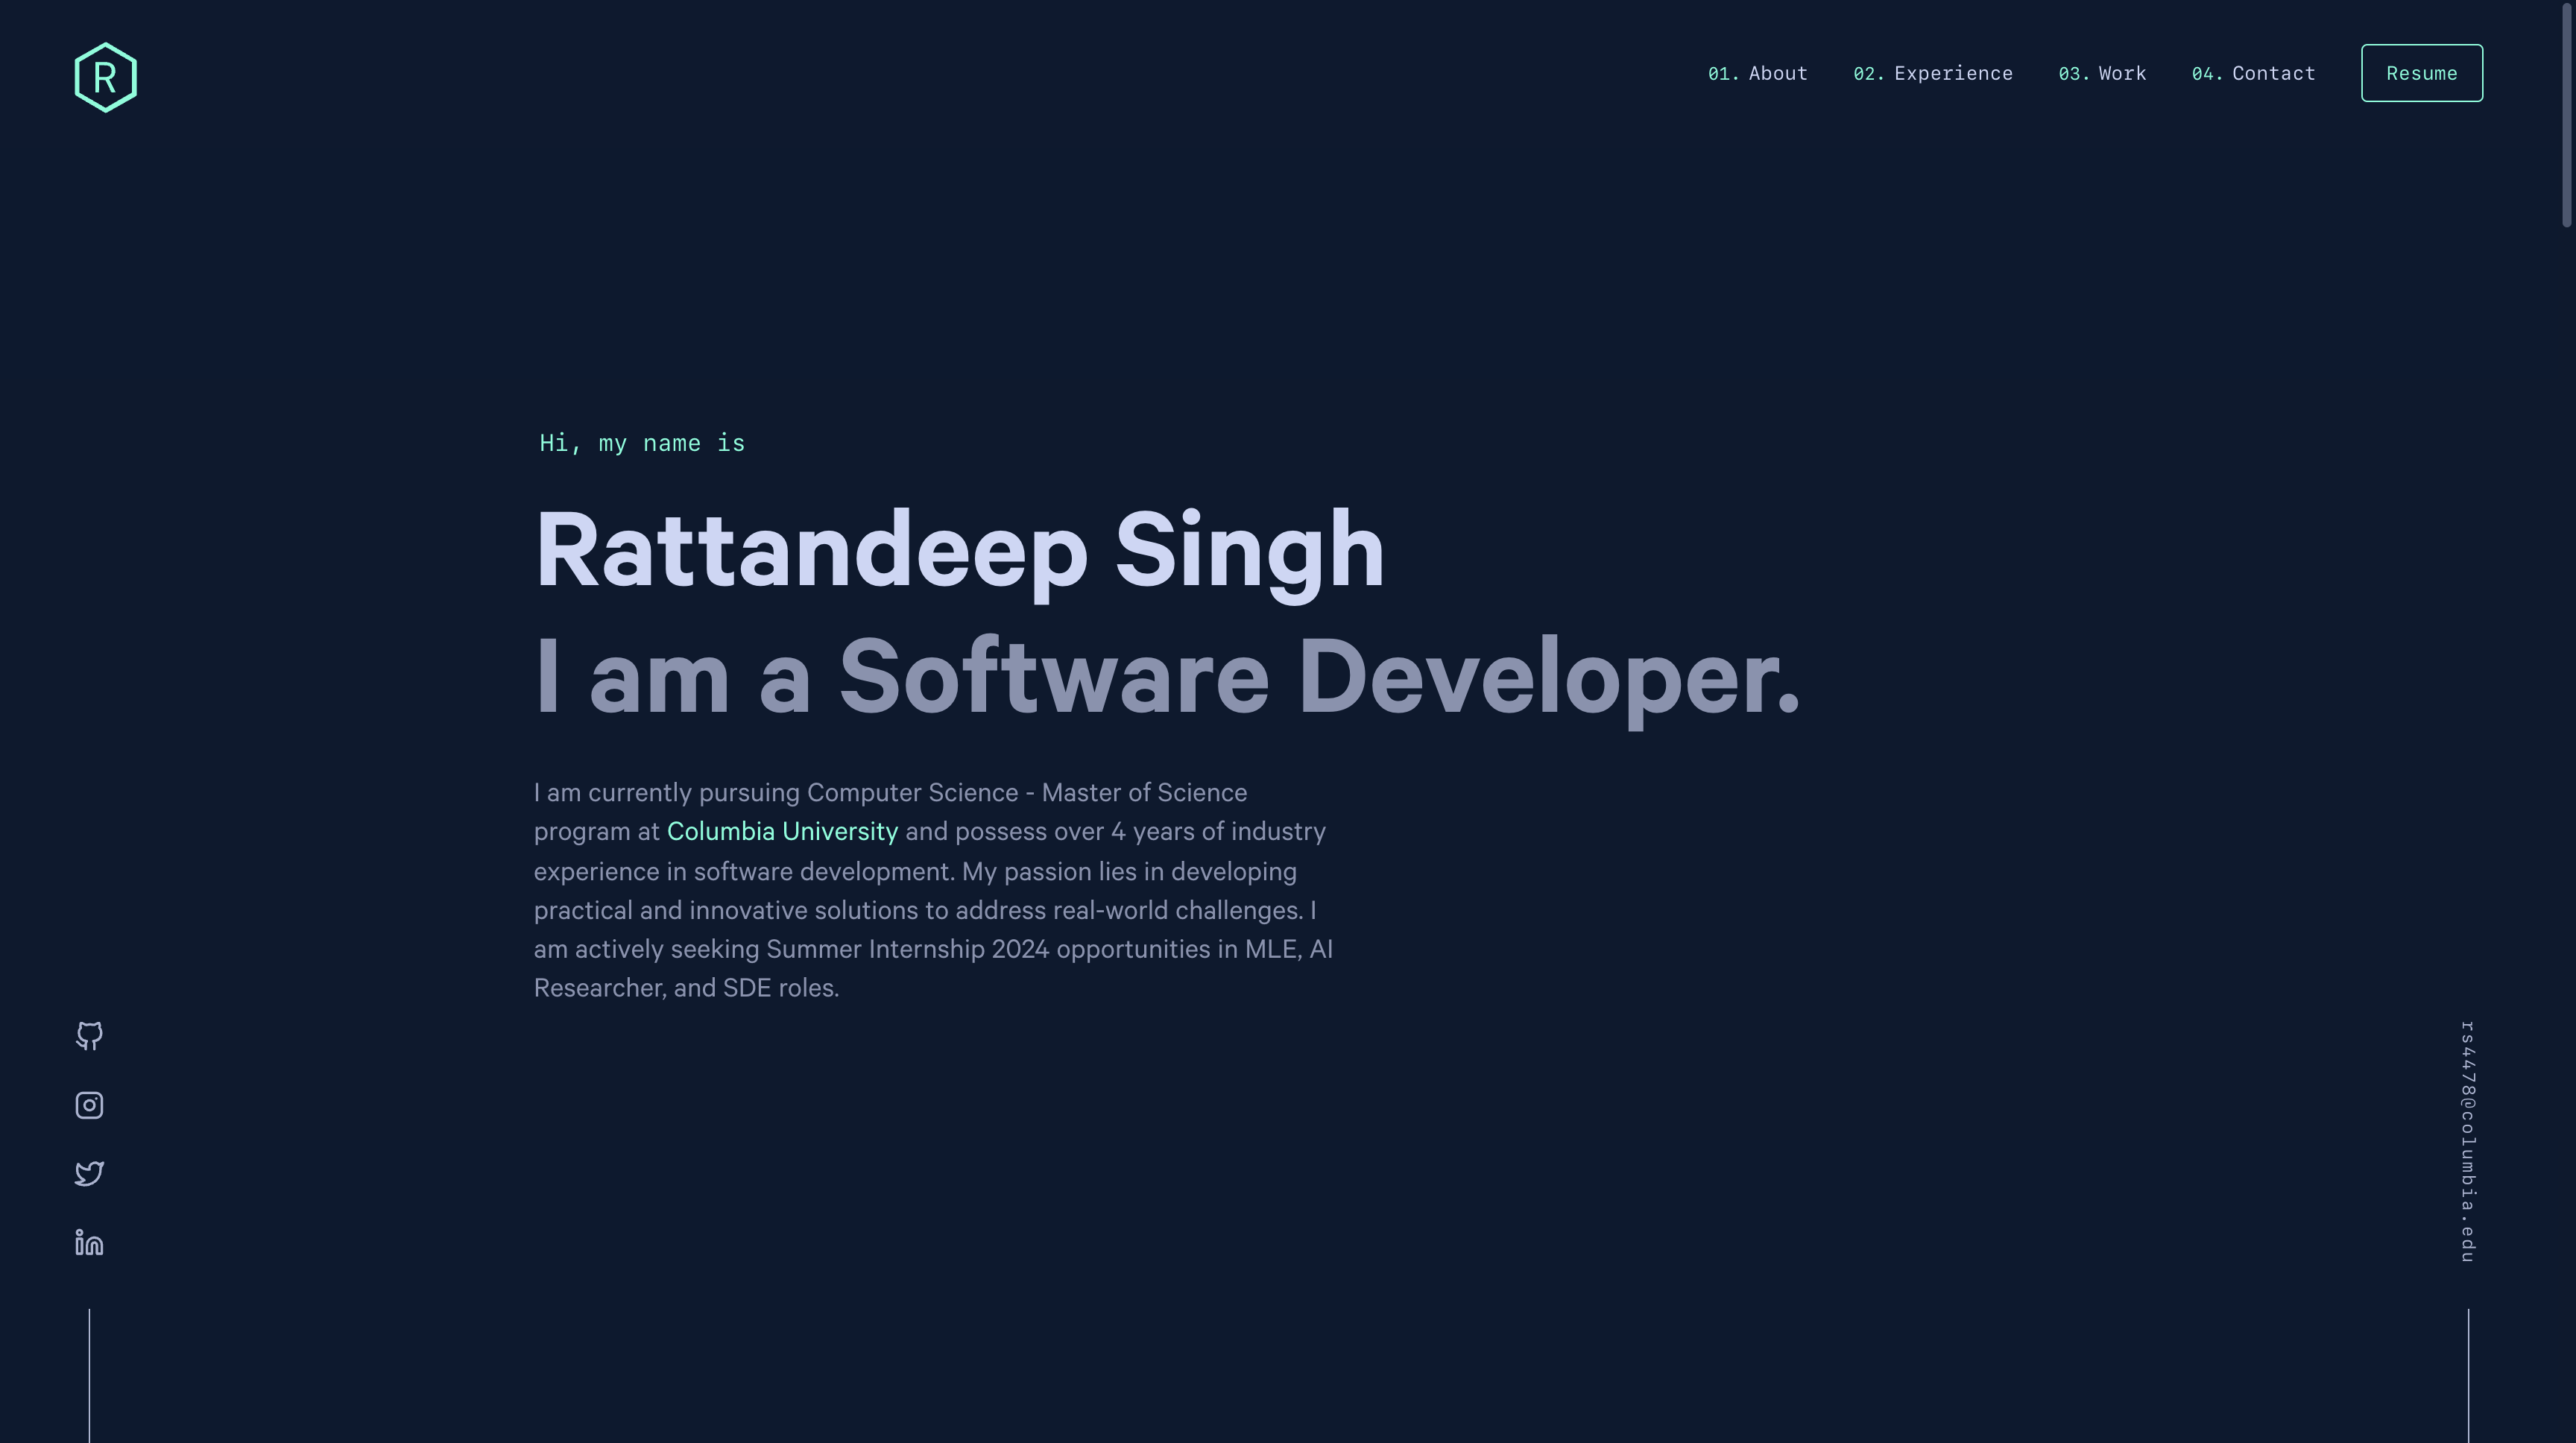 R
01. About 02. Experience 03. Work 04. Contact Resume
Hi, my name is
Rattandeep Singh
I am a Software Developer.
I am currently pursuing Computer Science - Master of Science
program at Columbia University and possess over 4 years of industry
experience in software development. My passion lies in developing
practical and innovative solutions to address real-world challenges. I
am actively seeking Summer Internship 2024 opportunities in MLE, AI
Researcher, and SDE roles.
in
rs4478@columbia.edu